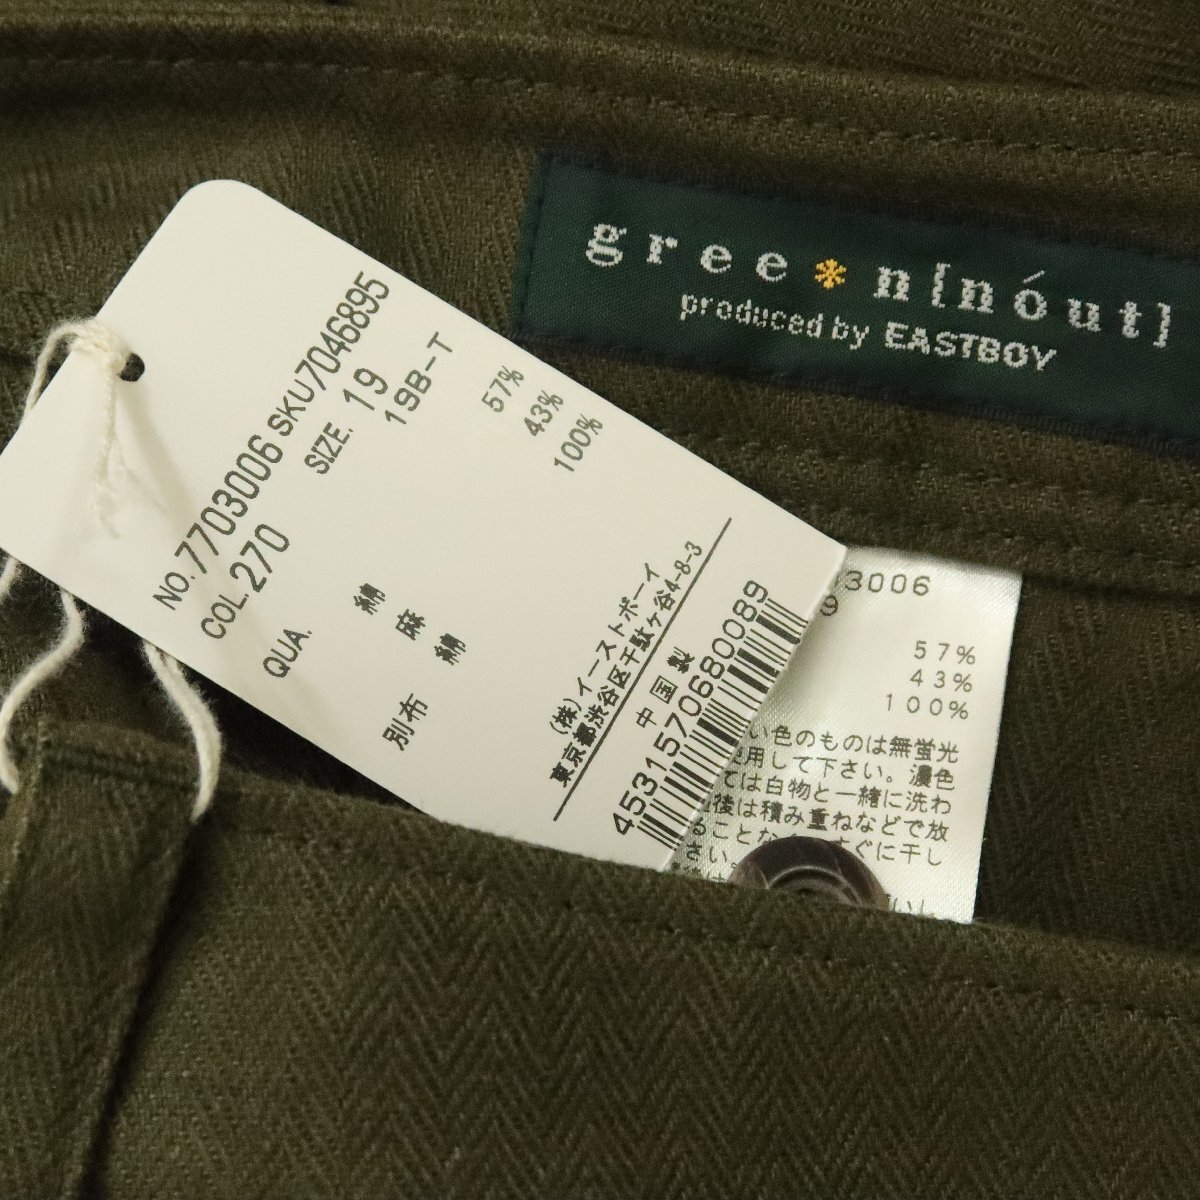 gree*n[nóut]
produced by EASTBOY
NO.7703006 SKU7046895
COL.270 SIZE. 19
19B-T
QUA. 綿 57%
麻 43%
別布 綿 100%
(株)イーストボーイ
東京都渋谷区千駄ヶ谷4-8-3
中国製
4531570680089
3006
9
57%
43%
100%
い色のものは無蛍光
用して下さい。濃色
ては白物と一緒に洗わ
後は積み重ねなどで放
ることな すぐに干し
さい。